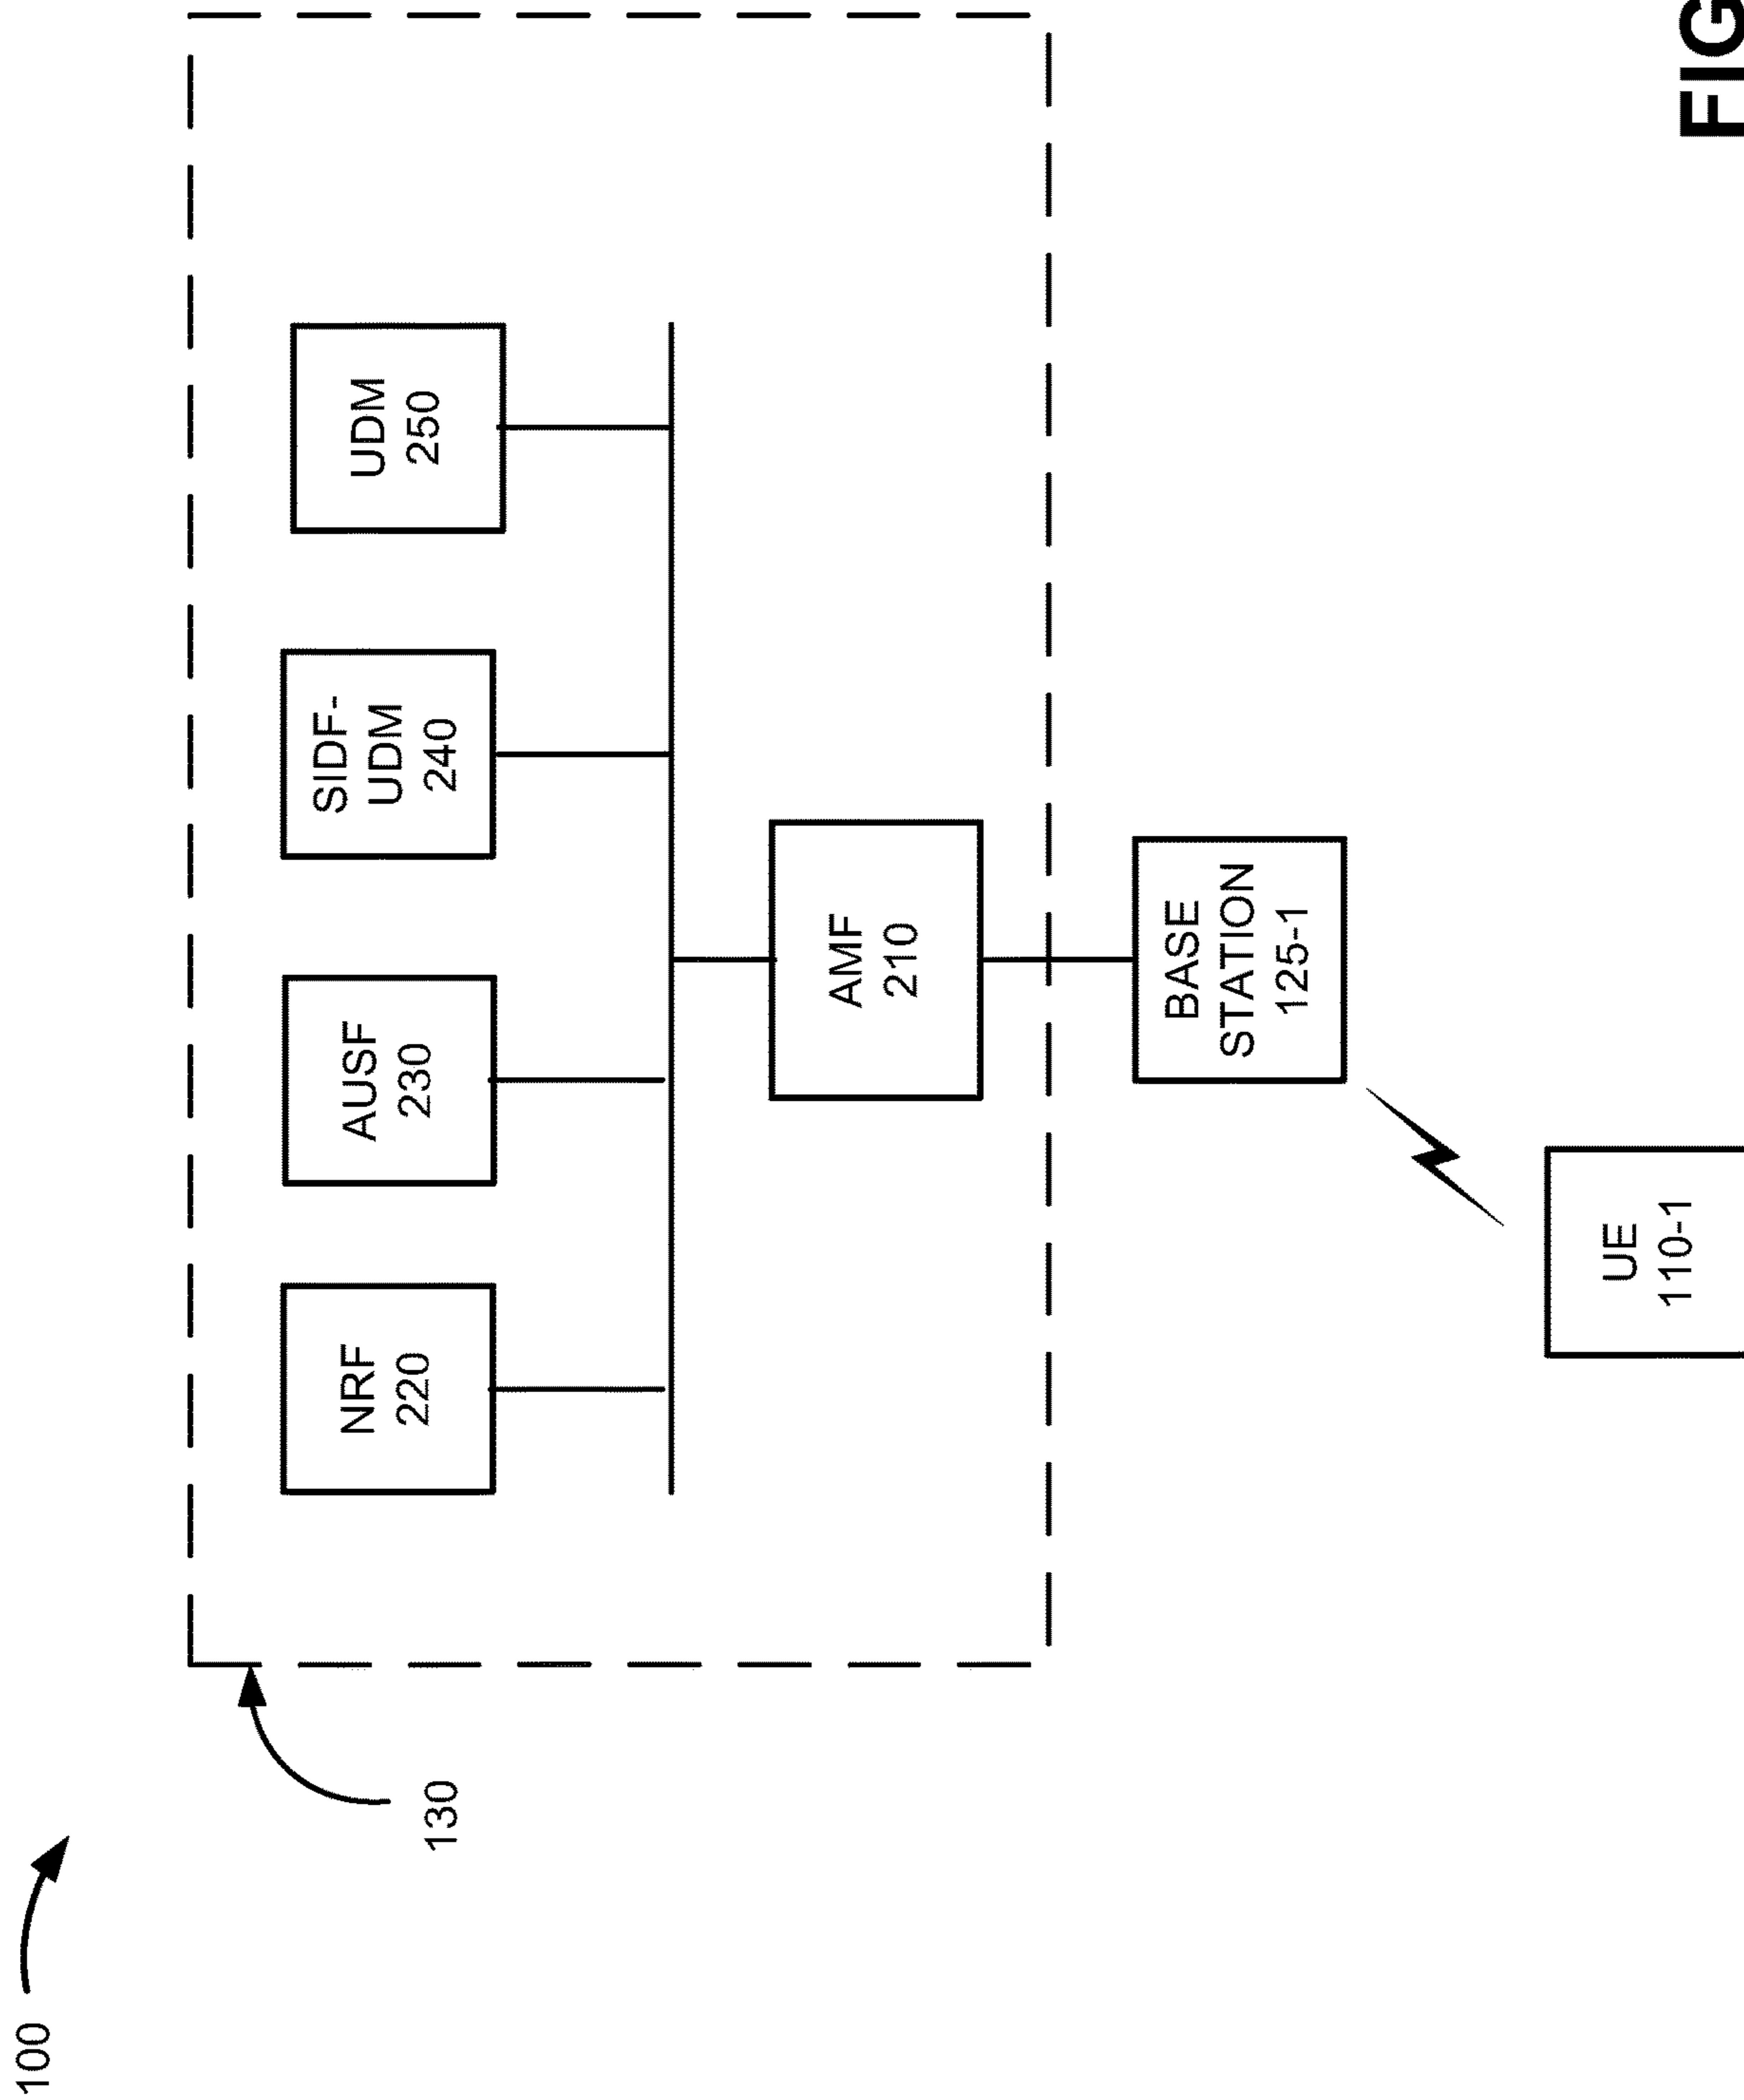 100
130
NRF
220
AUSF
230
SIDF-
UDM
240
UDM
250
AMF
210
BASE
STATION
125-1
UE
110-1
FIG